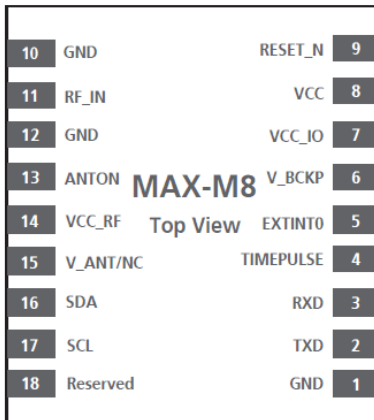 10 GND RESET_N 9
11 RF_IN VCC 8
12 GND VCC_IO 7
13 ANTON MAX-M8 V_BCKP 6
14 VCC_RF Top View EXTINT0 5
15 V_ANT/NC TIMEPULSE 4
16 SDA RXD 3
17 SCL TXD 2
18 Reserved GND 1